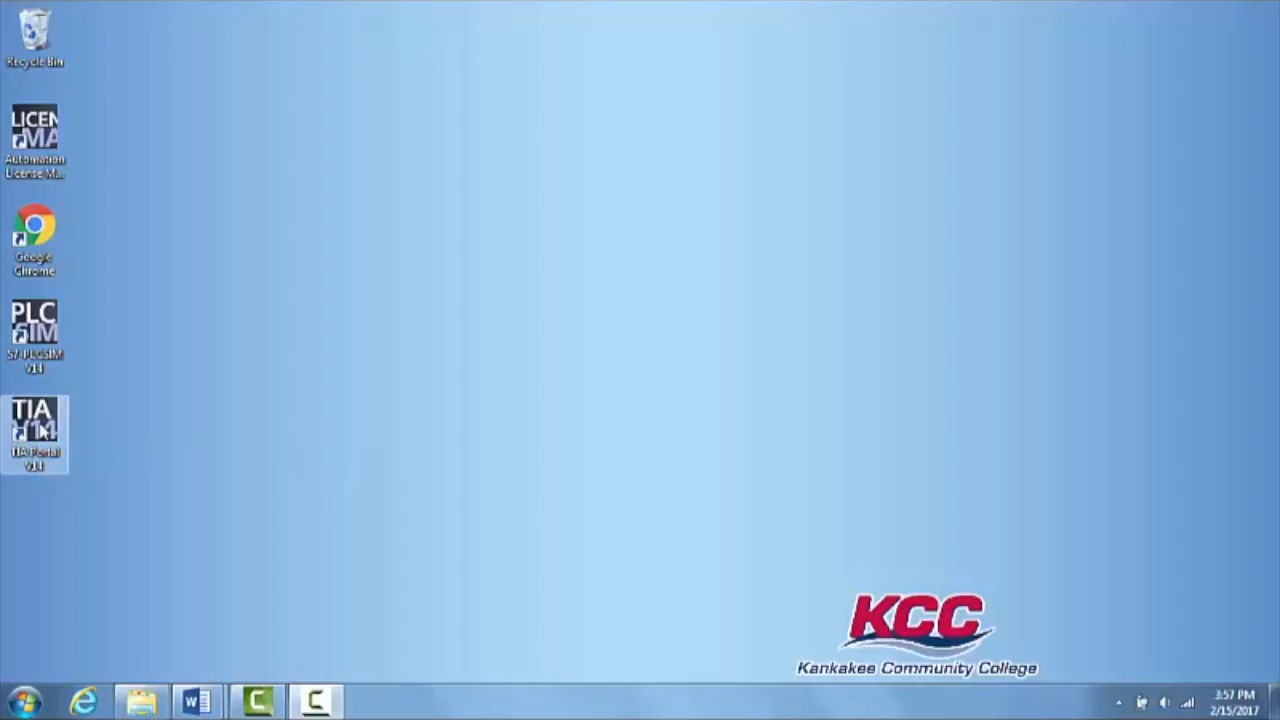 Recycle Bin
LICEN
MA
Automation
License M...
Google
Chrome
PLC
SIM
S7-PLCSIM
V14
TIA
V14
TIA Portal
V14
KCC
Kankakee Community College
3:57 PM
2/15/2017